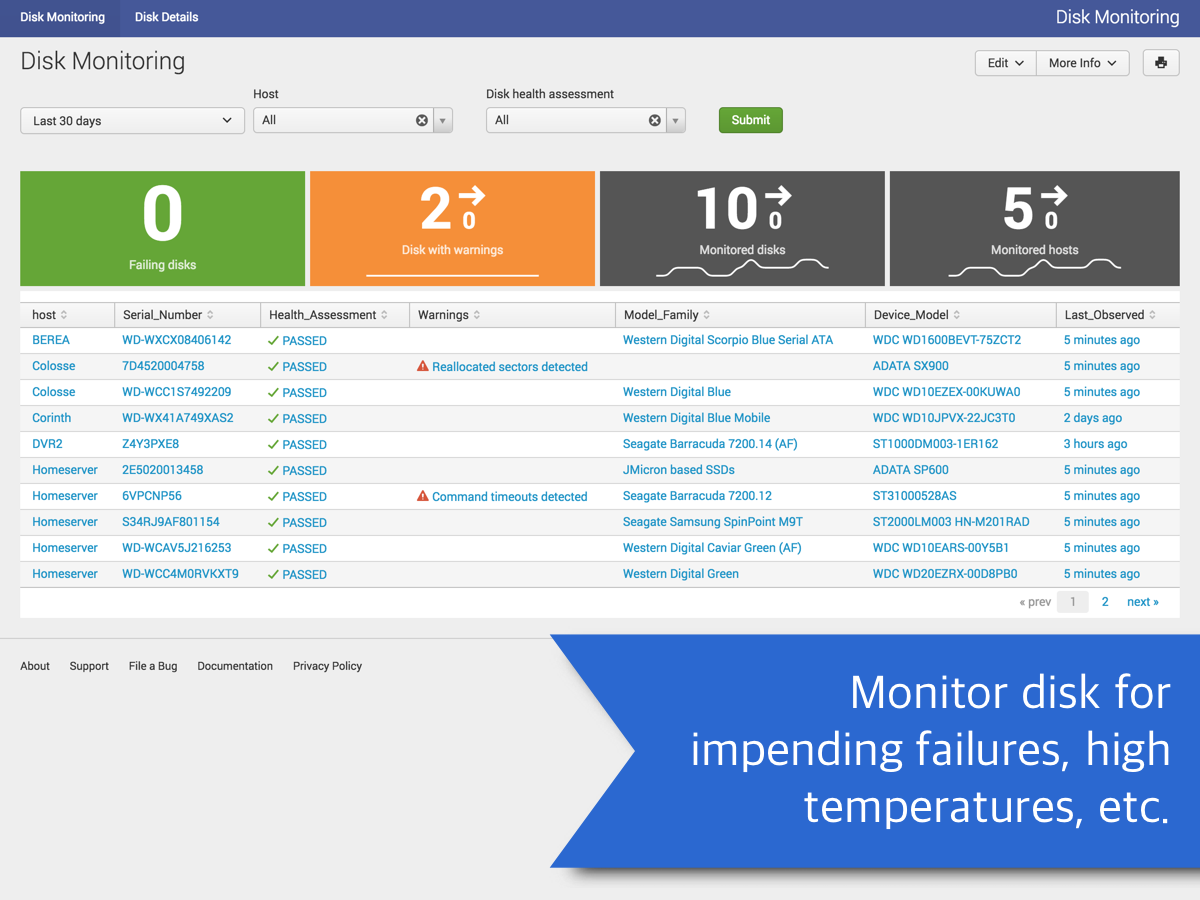 Disk Monitoring Disk Details Disk Monitoring
Disk Monitoring
Edit More Info
Host Disk health assessment
Last 30 days All All Submit
0 2 0 10 0 5 0
Failing disks Disk with warnings Monitored disks Monitored hosts
host Serial_Number Health_Assessment Warnings Model_Family Device_Model Last_Observed
BEREA WD-WXCX08406142 PASSED Western Digital Scorpio Blue Serial ATA WDC WD1600BEVT-75ZCT2 5 minutes ago
Colosse 7D4520004758 PASSED Reallocated sectors detected ADATA SX900 5 minutes ago
Colosse WD-WCC1S7492209 PASSED Western Digital Blue WDC WD10EZEX-00KUWA0 5 minutes ago
Corinth WD-WX41A749XAS2 PASSED Western Digital Blue Mobile WDC WD10JPVX-22JC3T0 2 days ago
DVR2 Z4Y3PXE8 PASSED Seagate Barracuda 7200.14 (AF) ST1000DM003-1ER162 3 hours ago
Homeserver 2E5020013458 PASSED JMicron based SSDs ADATA SP600 5 minutes ago
Homeserver 6VPCNP56 PASSED Command timeouts detected Seagate Barracuda 7200.12 ST31000528AS 5 minutes ago
Homeserver S34RJ9AF801154 PASSED Seagate Samsung SpinPoint M9T ST2000LM003 HN-M201RAD 5 minutes ago
Homeserver WD-WCAV5J216253 PASSED Western Digital Caviar Green (AF) WDC WD10EARS-00Y5B1 5 minutes ago
Homeserver WD-WCC4M0RVKXT9 PASSED Western Digital Green WDC WD20EZRX-00D8PB0 5 minutes ago
« prev 1 2 next »
About Support File a Bug Documentation Privacy Policy
Monitor disk for
impending failures, high
temperatures, etc.